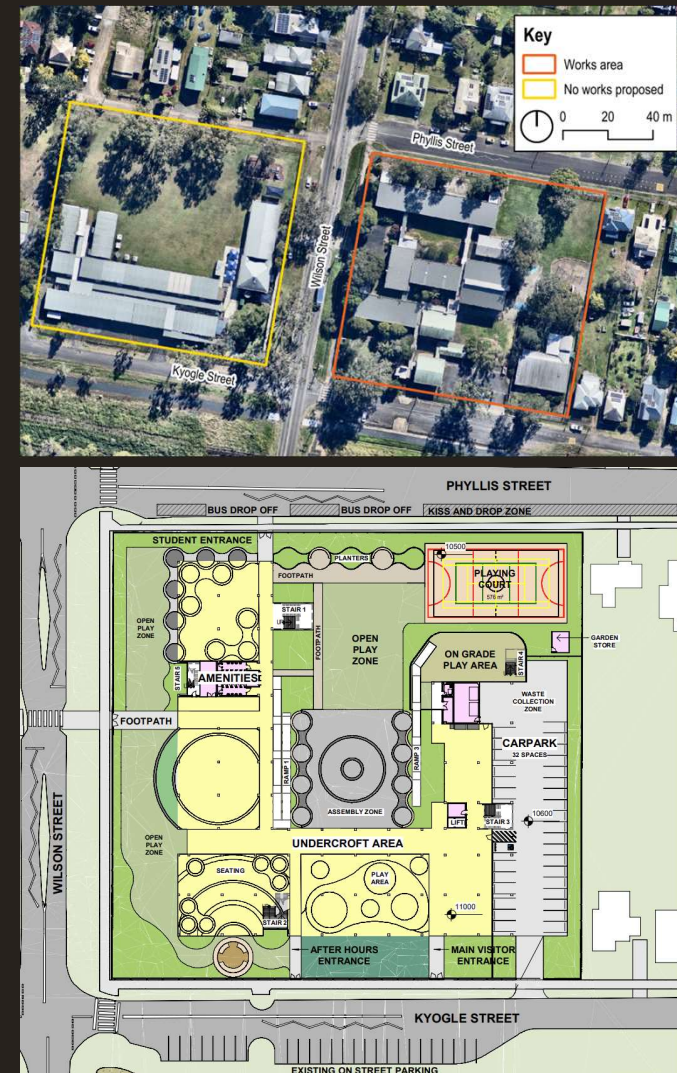 Key
Works area
No works proposed
0 20 40 m
Phyllis Street
Wilson Street
Kyogle Street
PHYLLIS STREET
BUS DROP OFF
BUS DROP OFF
KISS AND DROP ZONE
STUDENT ENTRANCE
PLANTERS
FOOTPATH
10500
PLAYING
COURT
578 m²
STAIR 1
OPEN
PLAY
ZONE
FOOTPATH
OPEN
PLAY
ZONE
ON GRADE
PLAY AREA
STAIR 4
GARDEN
STORE
STAIR 5
AMENITIES
WASTE
COLLECTION
ZONE
FOOTPATH
CARPARK
32 SPACES
RAMP 1
RAMP 3
ASSEMBLY ZONE
LIFT
STAIR 3
10600
WILSON STREET
OPEN
PLAY
ZONE
UNDERCROFT AREA
SEATING
PLAY
AREA
STAIR 2
11000
AFTER HOURS
ENTRANCE
MAIN VISITOR
ENTRANCE
KYOGLE STREET
EXISTING ON STREET PARKING